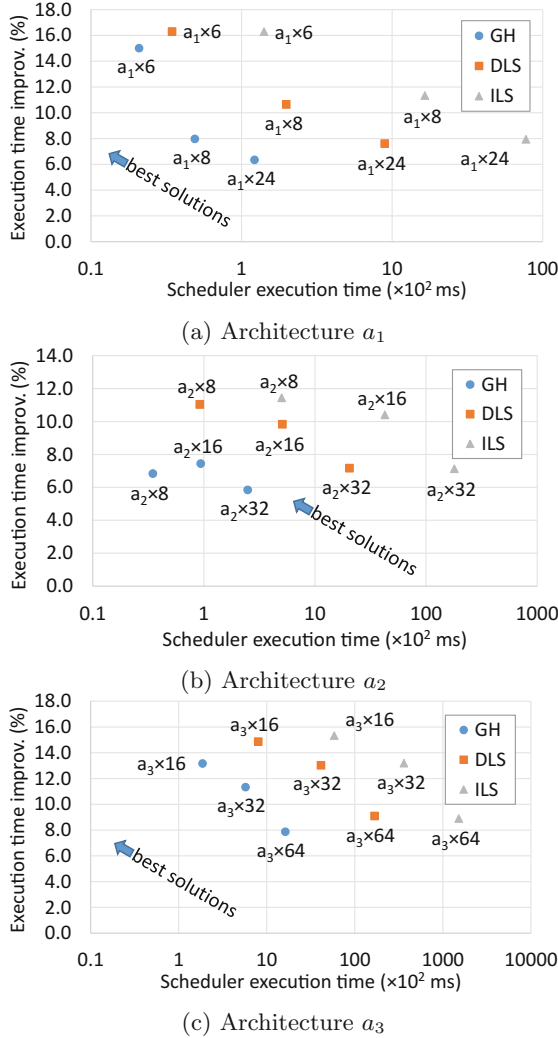 Execution time improv. (%)
18.0
16.0
14.0
12.0
10.0
8.0
6.0
4.0
2.0
0.0
a₁×6
a₁×6
a₁×6
a₁×8
a₁×8
a₁×8
a₁×24
a₁×24
a₁×24
best solutions
GH
DLS
ILS
0.1 1 10 100
Scheduler execution time (×10² ms)
(a) Architecture a₁
Execution time improv. (%)
14.0
12.0
10.0
8.0
6.0
4.0
2.0
0.0
a₂×8
a₂×8
a₂×16
a₂×16
a₂×16
a₂×8
a₂×32
a₂×32
a₂×32
best solutions
GH
DLS
ILS
0.1 1 10 100 1000
Scheduler execution time (×10² ms)
(b) Architecture a₂
Execution time improv. (%)
18.0
16.0
14.0
12.0
10.0
8.0
6.0
4.0
2.0
0.0
a₃×16
a₃×16
a₃×16
a₃×32
a₃×32
a₃×32
a₃×64
a₃×64
a₃×64
best solutions
GH
DLS
ILS
0.1 1 10 100 1000 10000
Scheduler execution time (×10² ms)
(c) Architecture a₃